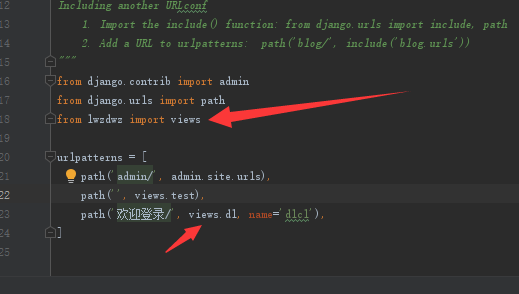 12 Including another URLconf
13 1. Import the include() function: from django.urls import include, path
14 2. Add a URL to urlpatterns: path('blog/', include('blog.urls'))
15 """
16 from django.contrib import admin
17 from django.urls import path
18 from lwzdwz import views
19
20 urlpatterns = [
21 path('admin/', admin.site.urls),
22 path('', views.test),
23 path('欢迎登录/', views.dl, name='dlcl'),
24 ]
25